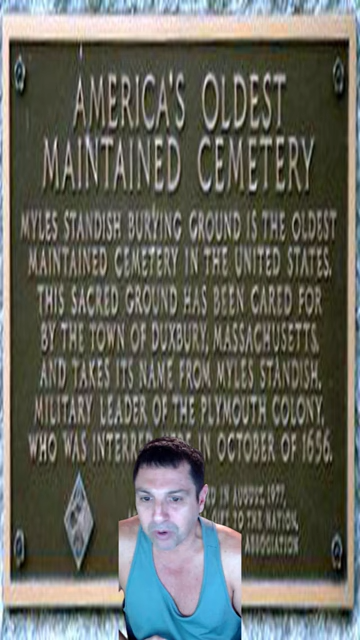 AMERICA'S OLDEST
MAINTAINED CEMETERY
MYLES STANDISH BURYING GROUND IS THE OLDEST
MAINTAINED CEMETERY IN THE UNITED STATES.
THIS SACRED GROUND HAS BEEN CARED FOR
BY THE TOWN OF DUXBURY, MASSACHUSETTS,
AND TAKES ITS NAME FROM MYLES STANDISH,
MILITARY LEADER OF THE PLYMOUTH COLONY,
WHO WAS IN OCTOBER OF 1656.
IN AUGUST 1977,
TO THE NATION,
ASSOCIATION